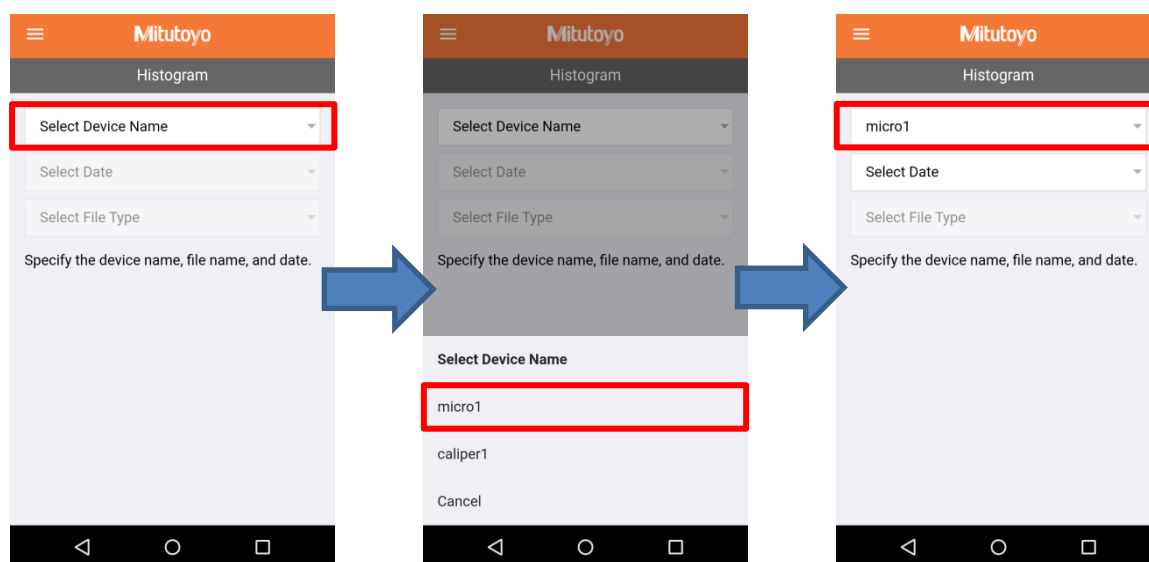 Mitutoyo
Histogram
Select Device Name
Select Date
Select File Type
Specify the device name, file name, and date.
Mitutoyo
Histogram
Select Device Name
Select Date
Select File Type
Specify the device name, file name, and date.
Select Device Name
micro1
caliper1
Cancel
Mitutoyo
Histogram
micro1
Select Date
Select File Type
Specify the device name, file name, and date.